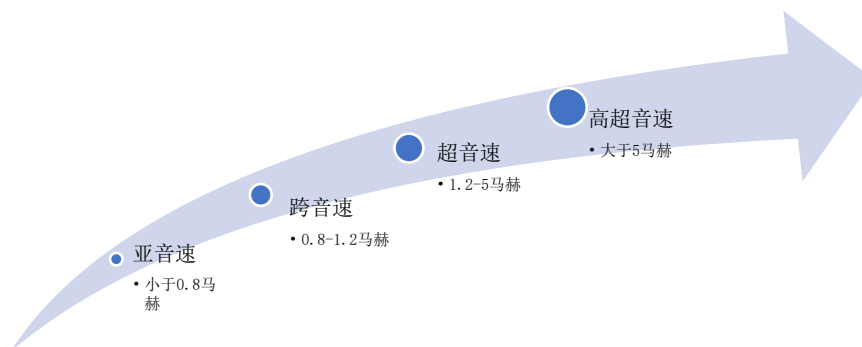 亚音速
• 小于0.8马
赫
跨音速
• 0.8-1.2马赫
超音速
• 1.2-5马赫
高超音速
• 大于5马赫